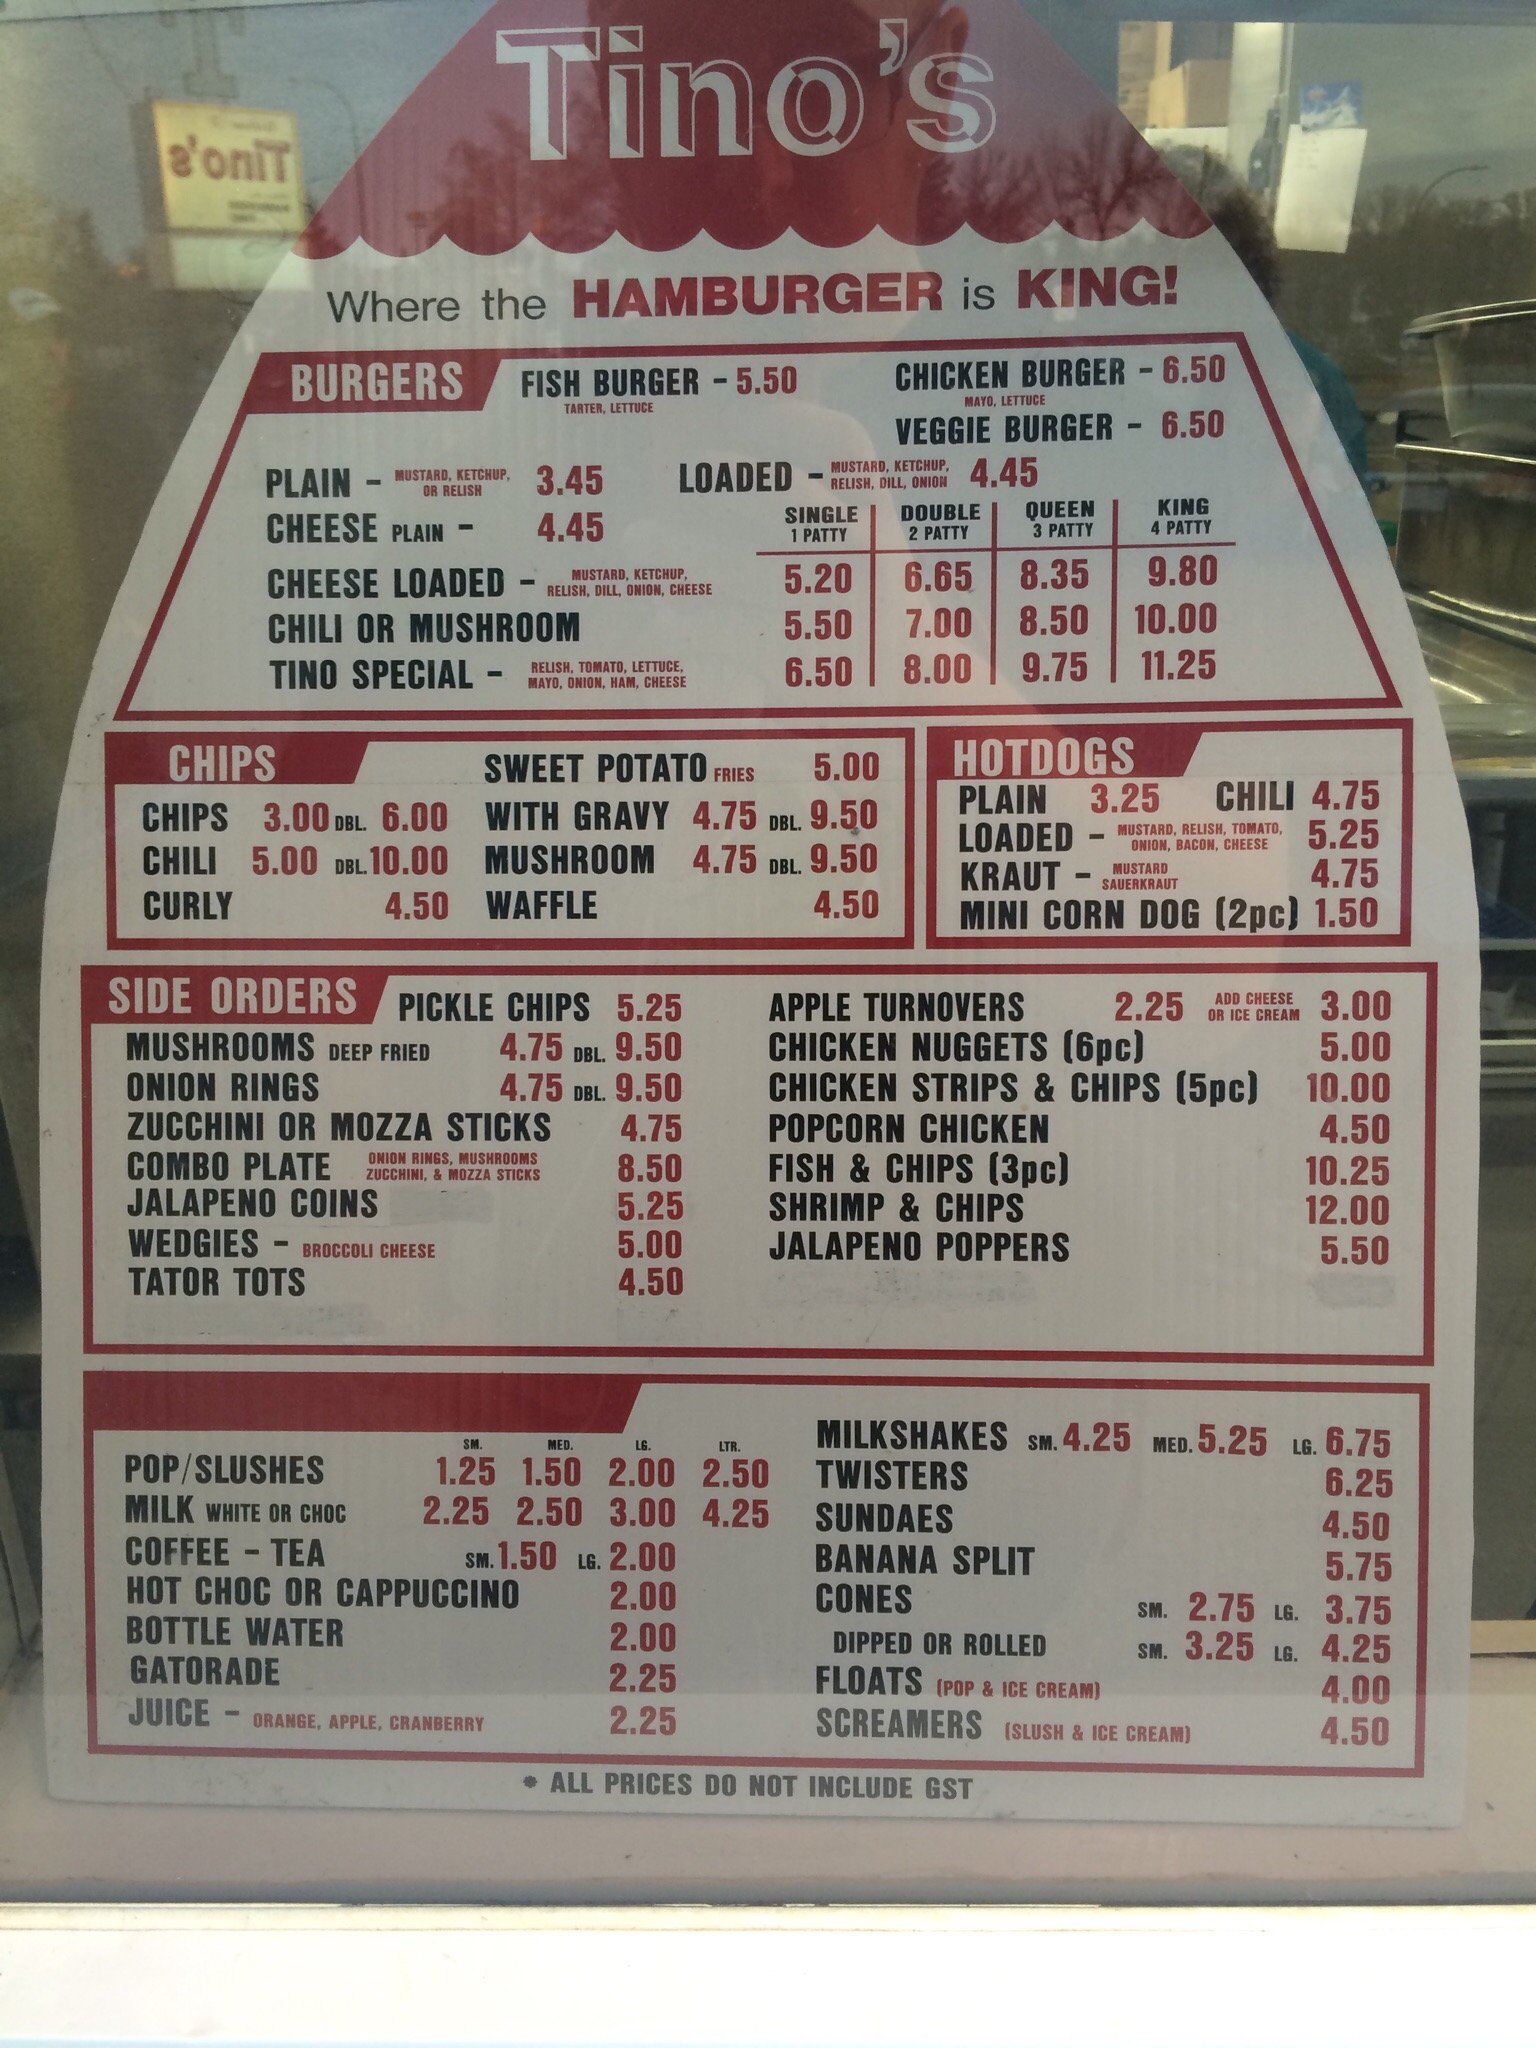 Tino's
Tino's
Where the HAMBURGER is KING!
BURGERS
FISH BURGER - 5.50
TARTER, LETTUCE
CHICKEN BURGER - 6.50
MAYO, LETTUCE
VEGGIE BURGER - 6.50
PLAIN - MUSTARD, KETCHUP, OR RELISH 3.45
LOADED - MUSTARD, KETCHUP, RELISH, DILL, ONION 4.45
CHEESE PLAIN - 4.45
SINGLE 1 PATTY DOUBLE 2 PATTY QUEEN 3 PATTY KING 4 PATTY
CHEESE LOADED - MUSTARD, KETCHUP, RELISH, DILL, ONION, CHEESE 5.20 6.65 8.35 9.80
CHILI OR MUSHROOM 5.50 7.00 8.50 10.00
TINO SPECIAL - RELISH, TOMATO, LETTUCE, MAYO, ONION, HAM, CHEESE 6.50 8.00 9.75 11.25
CHIPS
SWEET POTATO FRIES 5.00
CHIPS 3.00 DBL. 6.00 WITH GRAVY 4.75 DBL. 9.50
CHILI 5.00 DBL. 10.00 MUSHROOM 4.75 DBL. 9.50
CURLY 4.50 WAFFLE 4.50
HOTDOGS
PLAIN 3.25 CHILI 4.75
LOADED - MUSTARD, RELISH, TOMATO, ONION, BACON, CHEESE 5.25
KRAUT - MUSTARD SAUERKRAUT 4.75
MINI CORN DOG (2pc) 1.50
SIDE ORDERS
PICKLE CHIPS 5.25
MUSHROOMS DEEP FRIED 4.75 DBL. 9.50
ONION RINGS 4.75 DBL. 9.50
ZUCCHINI OR MOZZA STICKS 4.75
COMBO PLATE ONION RINGS, MUSHROOMS ZUCCHINI, & MOZZA STICKS 8.50
JALAPENO COINS 5.25
WEDGIES - BROCCOLI CHEESE 5.00
TATOR TOTS 4.50
APPLE TURNOVERS 2.25 ADD CHEESE OR ICE CREAM 3.00
CHICKEN NUGGETS (6pc) 5.00
CHICKEN STRIPS & CHIPS (5pc) 10.00
POPCORN CHICKEN 4.50
FISH & CHIPS (3pc) 10.25
SHRIMP & CHIPS 12.00
JALAPENO POPPERS 5.50
SM. MED. LG. LTR.
POP/SLUSHES 1.25 1.50 2.00 2.50
MILK WHITE OR CHOC 2.25 2.50 3.00 4.25
COFFEE - TEA SM. 1.50 LG. 2.00
HOT CHOC OR CAPPUCCINO 2.00
BOTTLE WATER 2.00
GATORADE 2.25
JUICE - ORANGE, APPLE, CRANBERRY 2.25
MILKSHAKES SM. 4.25 MED. 5.25 LG. 6.75
TWISTERS 6.25
SUNDAES 4.50
BANANA SPLIT 5.75
CONES SM. 2.75 LG. 3.75
DIPPED OR ROLLED SM. 3.25 LG. 4.25
FLOATS (POP & ICE CREAM) 4.00
SCREAMERS (SLUSH & ICE CREAM) 4.50
* ALL PRICES DO NOT INCLUDE GST